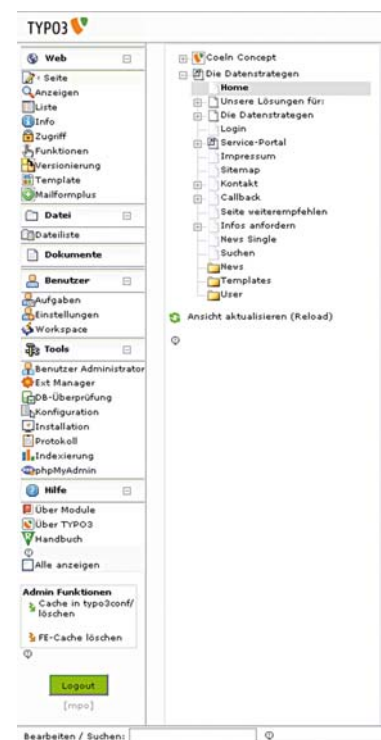 TYPO3
Web
Seite
Anzeigen
Liste
Info
Zugriff
Funktionen
Versionierung
Template
Mailformplus
Datei
Dateiliste
Dokumente
Benutzer
Aufgaben
Einstellungen
Workspace
Tools
Benutzer Administrator
Ext Manager
DB-Überprüfung
Konfiguration
Installation
Protokoll
Indexierung
phpMyAdmin
Hilfe
Über Module
Über TYPO3
Handbuch
Alle anzeigen
Admin Funktionen
Cache in typo3conf/
löschen
FE-Cache löschen
Logout
[mpo]
Coeln Concept
Die Datenstrategen
Home
Unsere Lösungen für:
Die Datenstrategen
Login
Service-Portal
Impressum
Sitemap
Kontakt
Callback
Seite weiterempfehlen
Infos anfordern
News Single
Suchen
News
Templates
User
Ansicht aktualisieren (Reload)
Bearbeiten / Suchen: